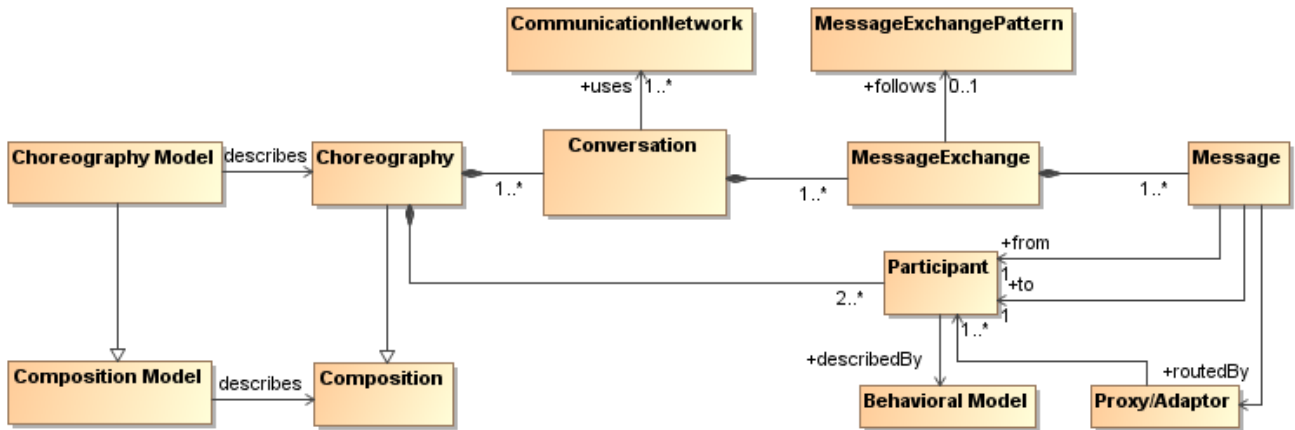 CommunicationNetwork
MessageExchangePattern
+uses 1..*
+follows 0..1
Choreography Model
describes
Choreography
Conversation
MessageExchange
Message
1..*
1..*
1..*
+from
1
Participant
+to
1
2..*
1..*
+describedBy
+routedBy
Composition Model
describes
Composition
Behavioral Model
Proxy/Adaptor